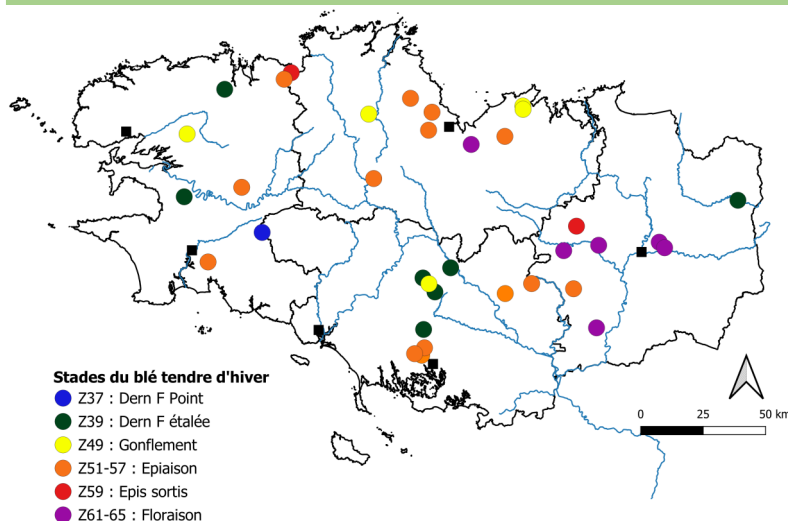 Stades du blé tendre d'hiver
Z37 : Dern F Point
Z39 : Dern F étalée
Z49 : Gonflement
Z51-57 : Epiaison
Z59 : Epis sortis
Z61-65 : Floraison
0 25 50 km